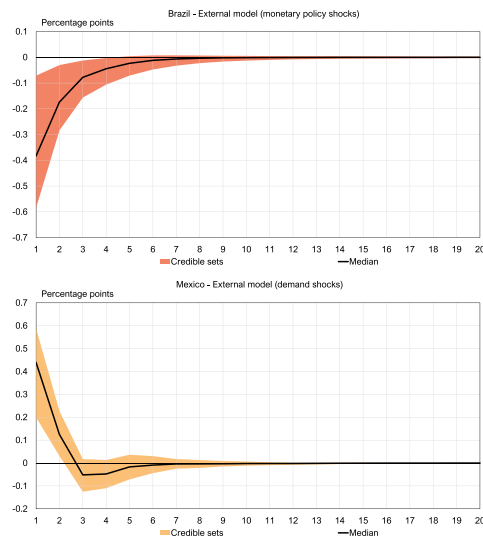 Brazil - External model (monetary policy shocks)
Percentage points
0.1
0
-0.1
-0.2
-0.3
-0.4
-0.5
-0.6
-0.7
1 2 3 4 5 6 7 8 9 10 11 12 13 14 15 16 17 18 19 20
Credible sets Median
Mexico - External model (demand shocks)
Percentage points
0.7
0.6
0.5
0.4
0.3
0.2
0.1
0
-0.1
-0.2
1 2 3 4 5 6 7 8 9 10 11 12 13 14 15 16 17 18 19 20
Credible sets Median